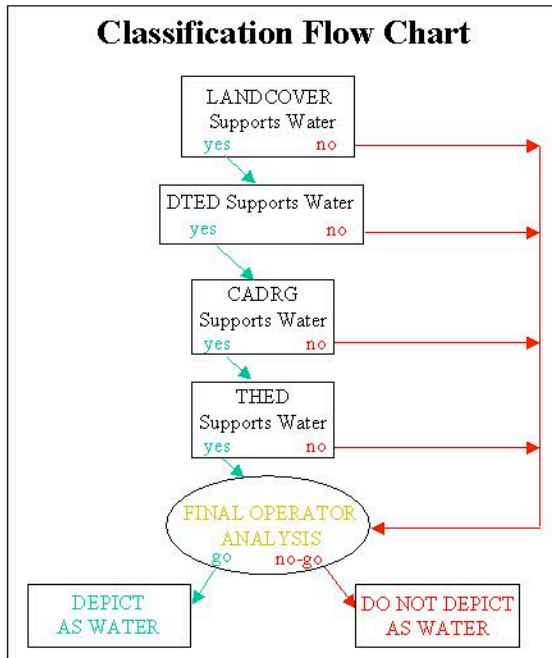 Classification Flow Chart
LANDCOVER
Supports Water
yes no
DTED Supports Water
yes no
CADRG
Supports Water
yes no
THED
Supports Water
yes no
FINAL OPERATOR
ANALYSIS
go no-go
DEPICT
AS WATER
DO NOT DEPICT
AS WATER